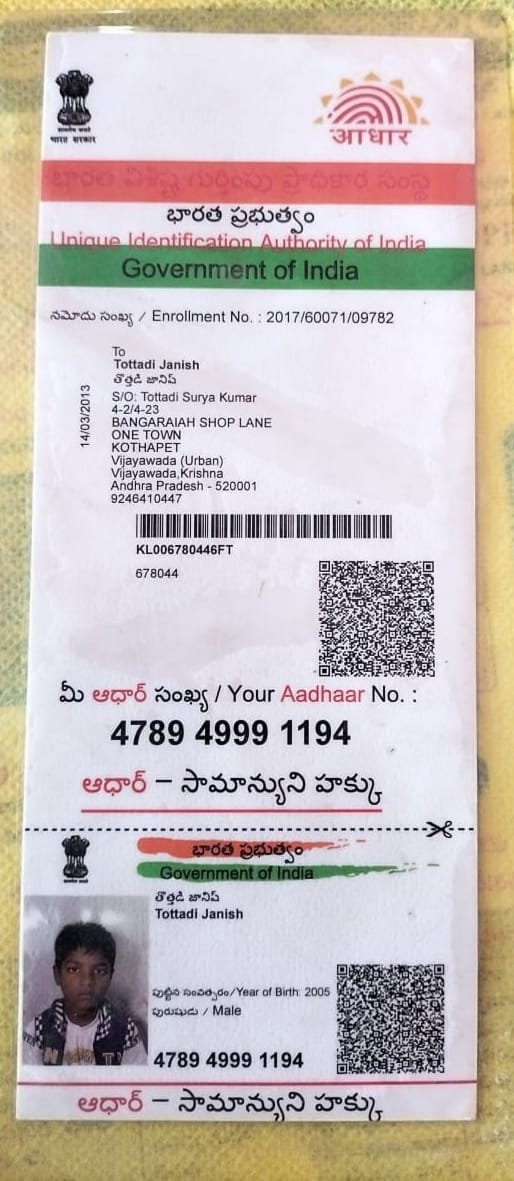 भारत सरकार
आधार
భారత విశిష్ట గుర్తింపు ప్రాధికార సంస్థ
భారత ప్రభుత్వం
Unique Identification Authority of India
Government of India
నమోదు సంఖ్య / Enrollment No. : 2017/60071/09782
To
Tottadi Janish
తొత్తడి జానిష్
S/O: Tottadi Surya Kumar
4-2/4-23
BANGARAIAH SHOP LANE
ONE TOWN
KOTHAPET
Vijayawada (Urban)
Vijayawada,Krishna
Andhra Pradesh - 520001
9246410447
14/03/2013
KL006780446FT
678044
మీ ఆధార్ సంఖ్య / Your Aadhaar No. :
4789 4999 1194
ఆధార్ – సామాన్యుని హక్కు
భారత ప్రభుత్వం
Government of India
తొత్తడి జానిష్
Tottadi Janish
పుట్టిన సంవత్సరం/Year of Birth: 2005
పురుషుడు / Male
4789 4999 1194
ఆధార్ – సామాన్యుని హక్కు